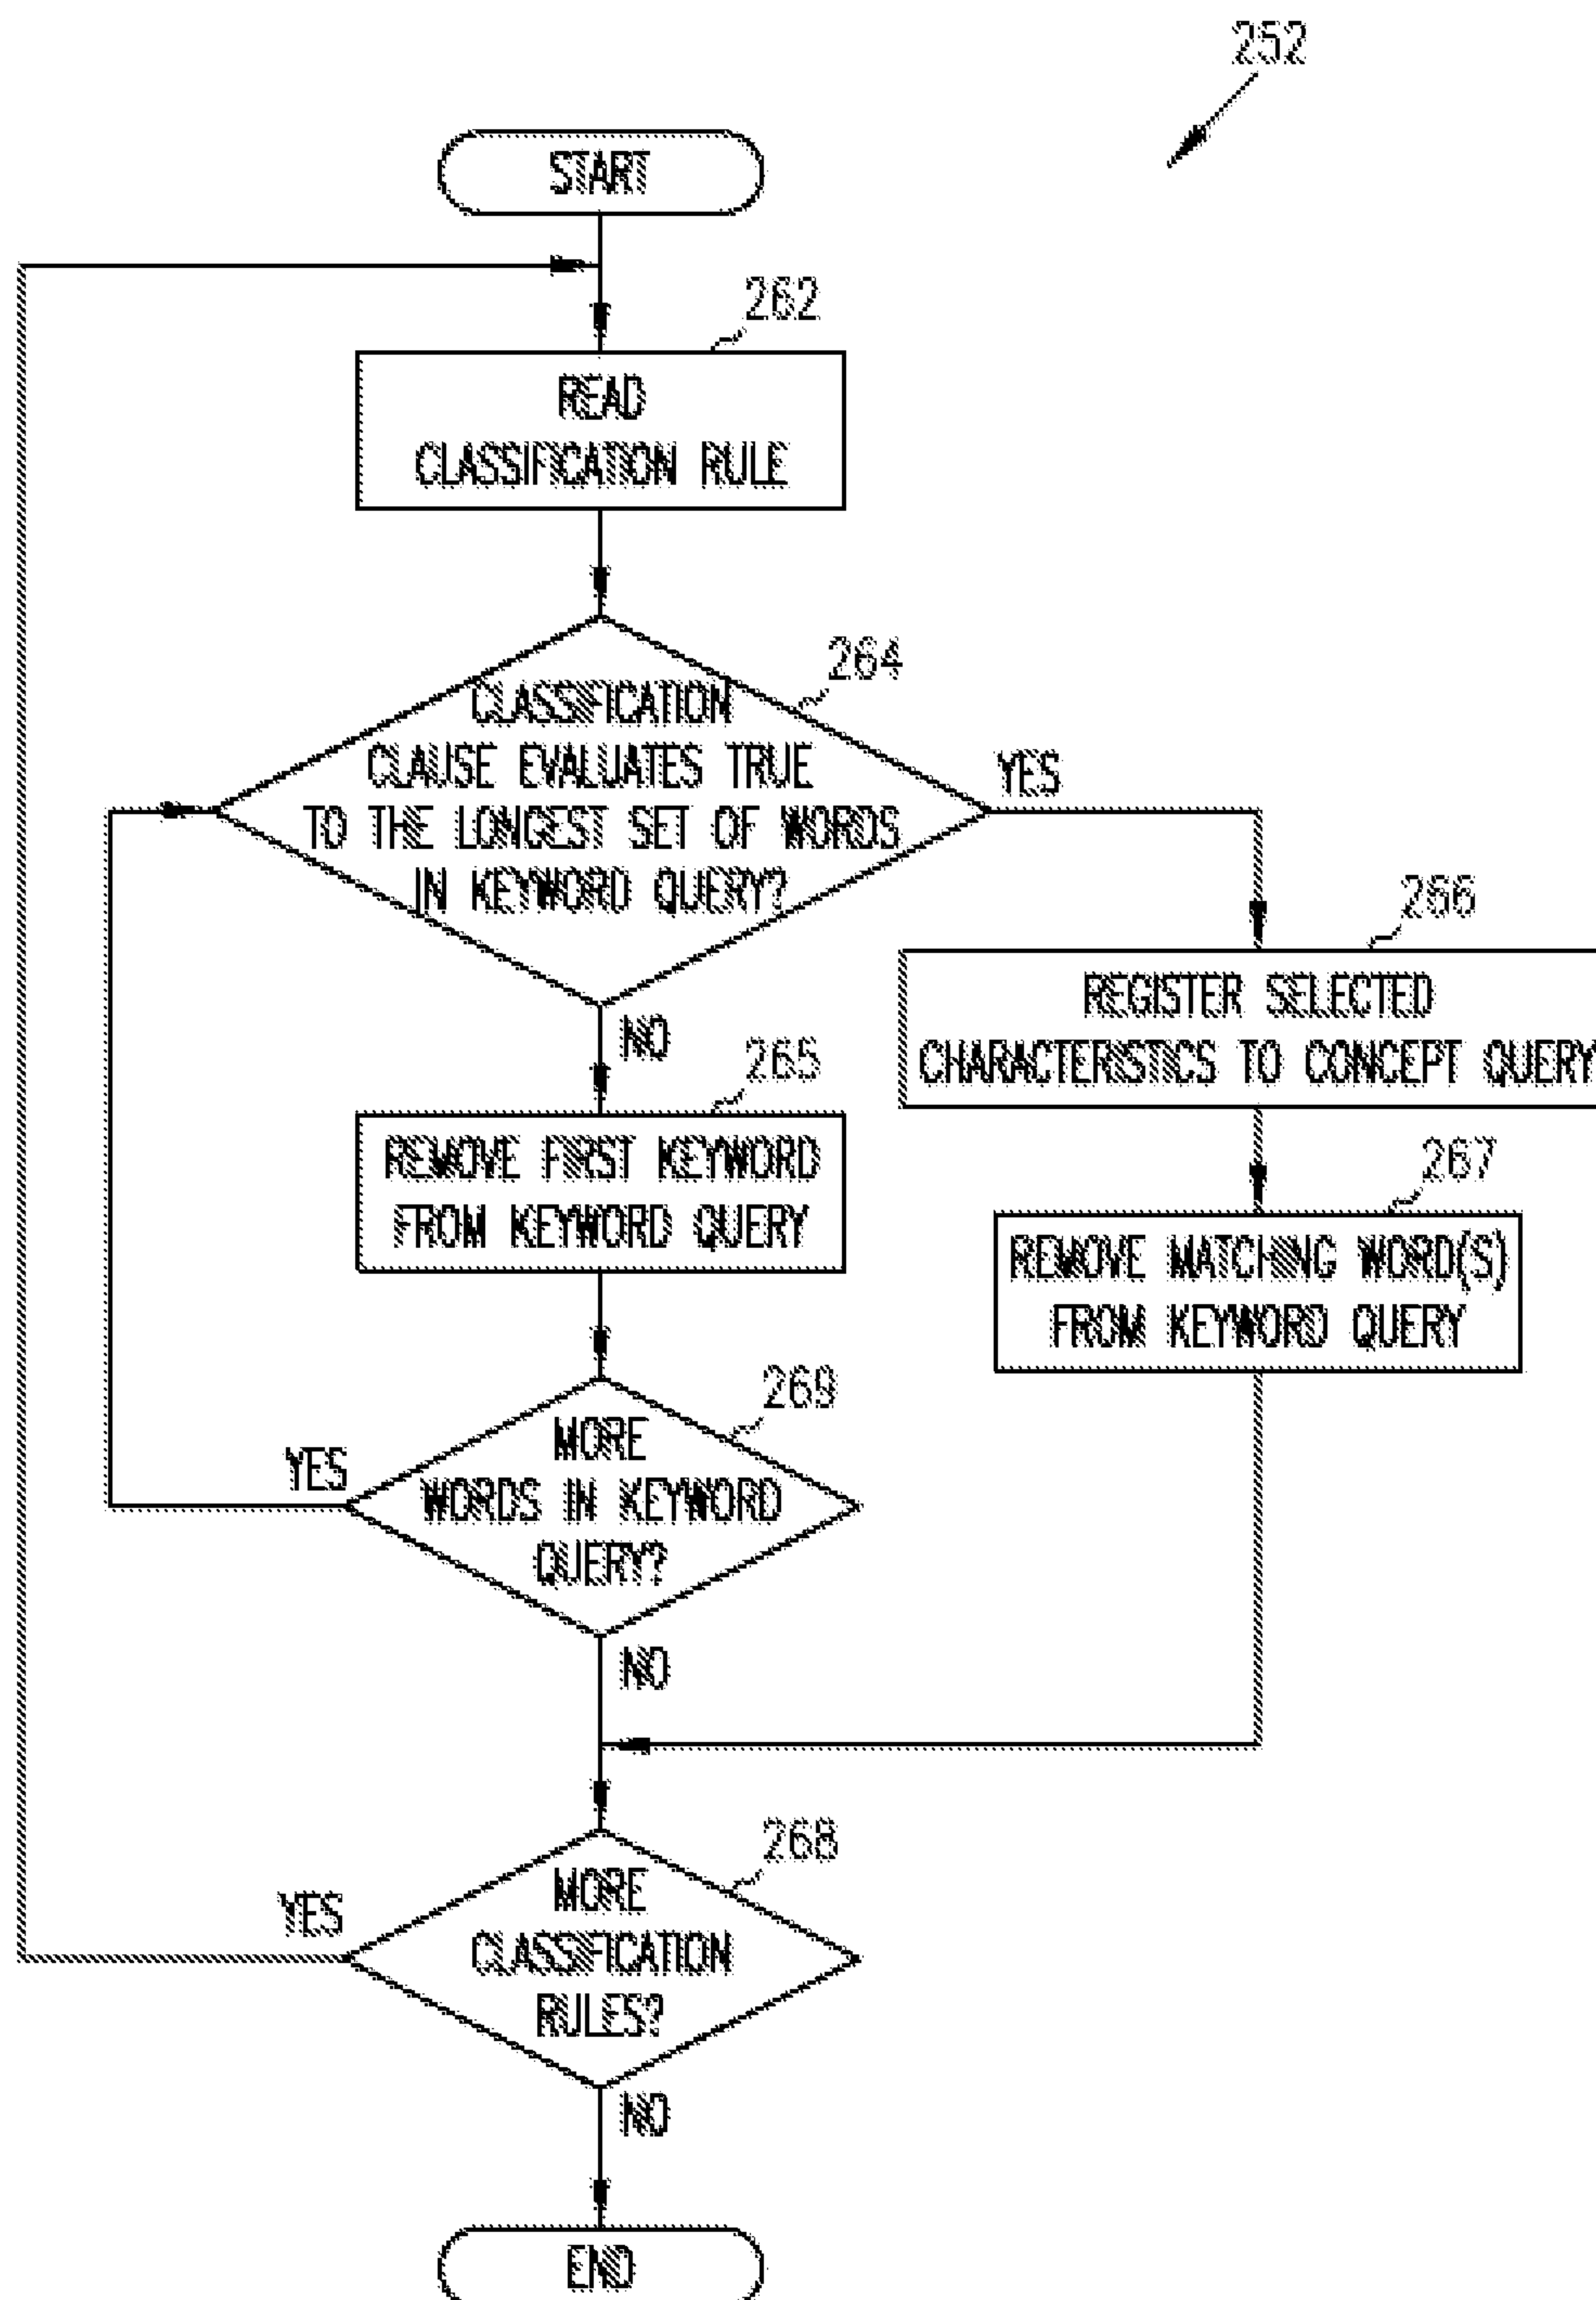 252
START
262
READ
CLASSIFICATION RULE
264
CLASSIFICATION
CLAUSE EVALUATES TRUE
TO THE LONGEST SET OF WORDS
IN KEYWORD QUERY?
YES
NO
266
REGISTER SELECTED
CHARACTERISTICS TO CONCEPT QUERY
265
REMOVE FIRST KEYWORD
FROM KEYWORD QUERY
267
REMOVE MATCHING WORD(S)
FROM KEYWORD QUERY
269
MORE
WORDS IN KEYWORD
QUERY?
YES
NO
268
MORE
CLASSIFICATION
RULES?
YES
NO
END